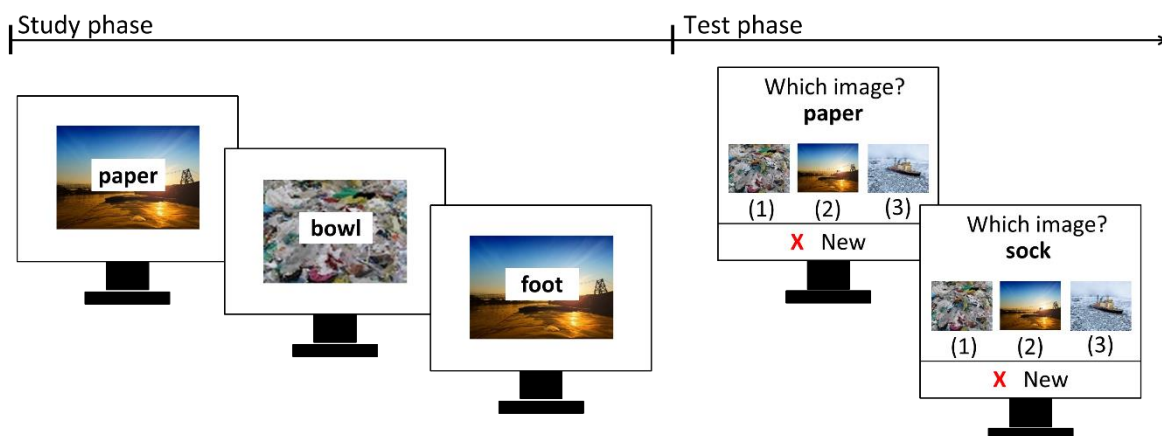 Study phase
Test phase
paper
bowl
foot
Which image?
paper
(1) (2) (3)
X New
Which image?
sock
(1) (2) (3)
X New